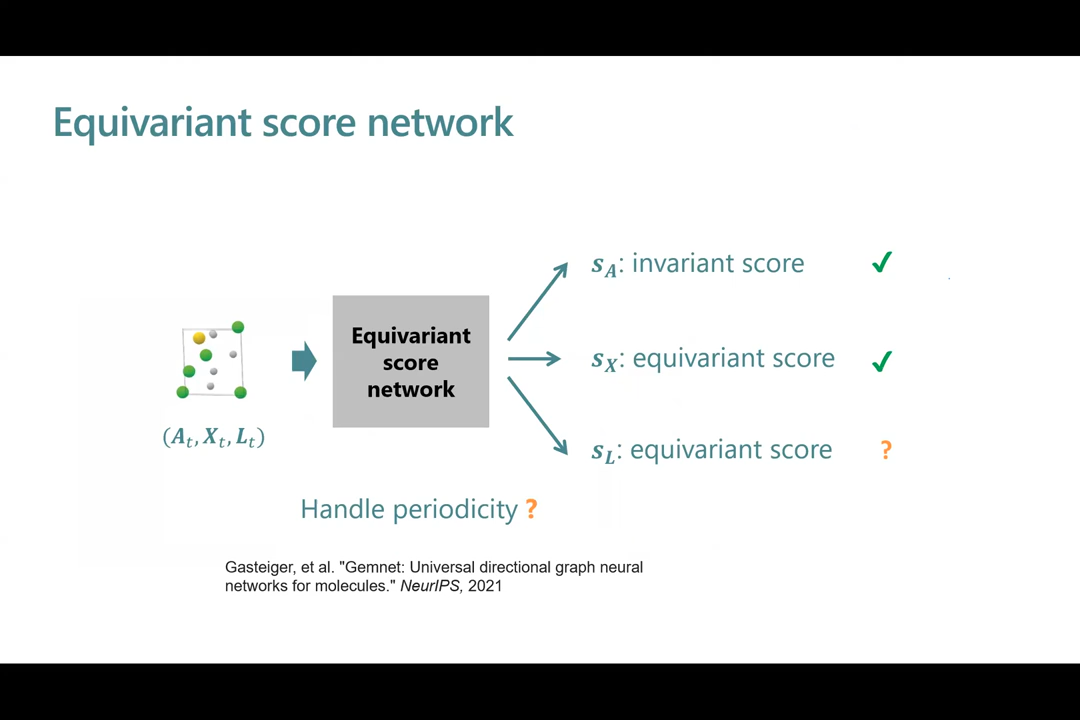 Equivariant score network
Equivariant
score
network
(A_t, X_t, L_t)
s_A: invariant score
s_X: equivariant score
s_L: equivariant score ?
Handle periodicity ?
Gasteiger, et al. "Gemnet: Universal directional graph neural
networks for molecules." NeurIPS, 2021